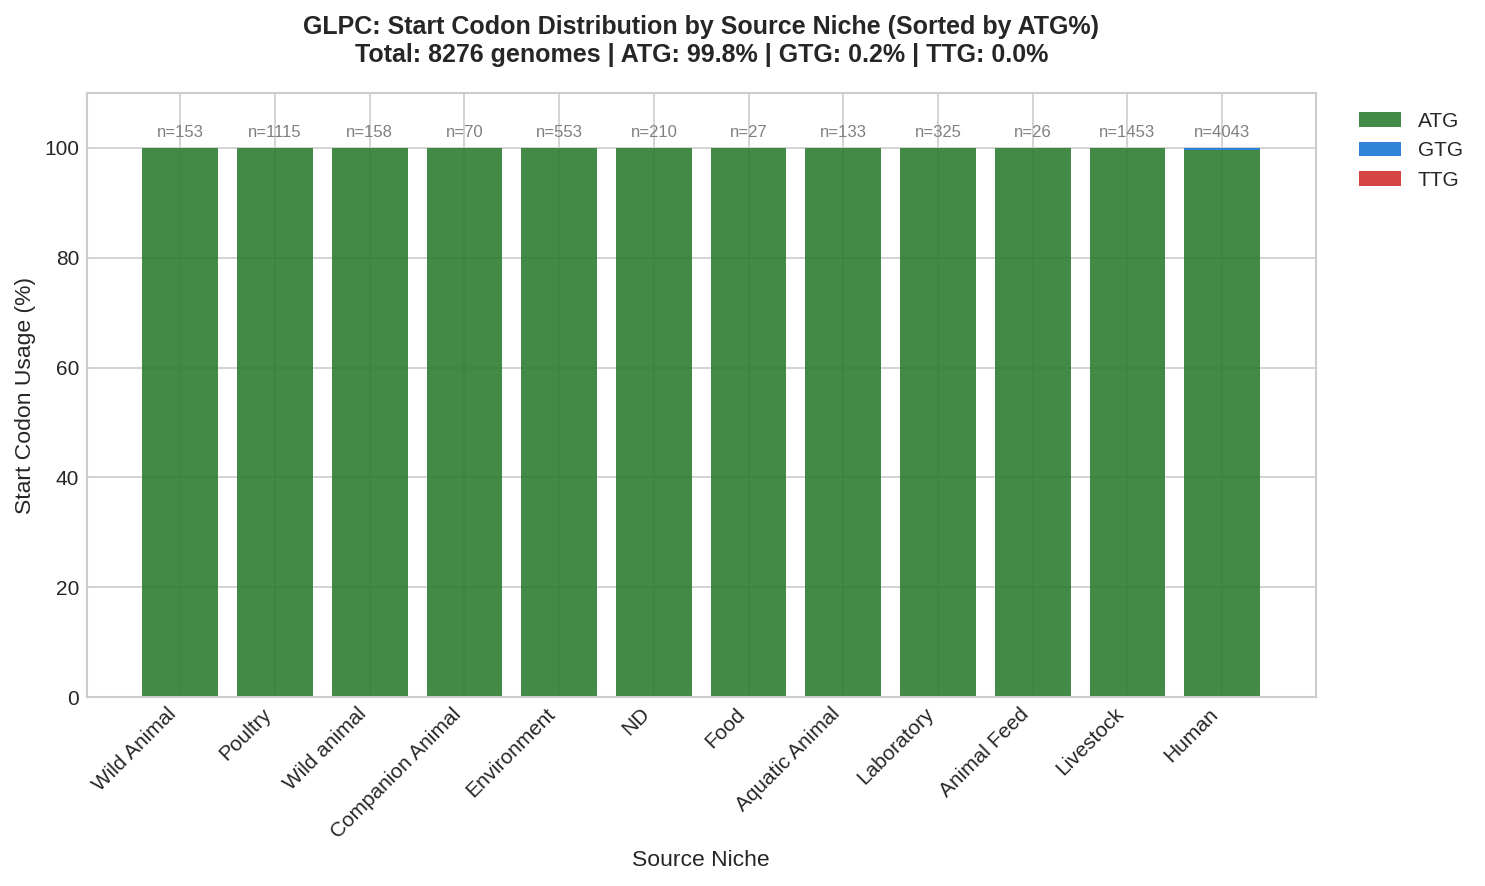 GLPC: Start Codon Distribution by Source Niche (Sorted by ATG%)
Total: 8276 genomes | ATG: 99.8% | GTG: 0.2% | TTG: 0.0%
n=153 n=1115 n=158 n=70 n=553 n=210 n=27 n=133 n=325 n=26 n=1453 n=4043
ATG
GTG
TTG
100
80
60
40
20
0
Start Codon Usage (%)
Wild Animal
Poultry
Wild animal
Companion Animal
Environment
ND
Food
Aquatic Animal
Laboratory
Animal Feed
Livestock
Human
Source Niche